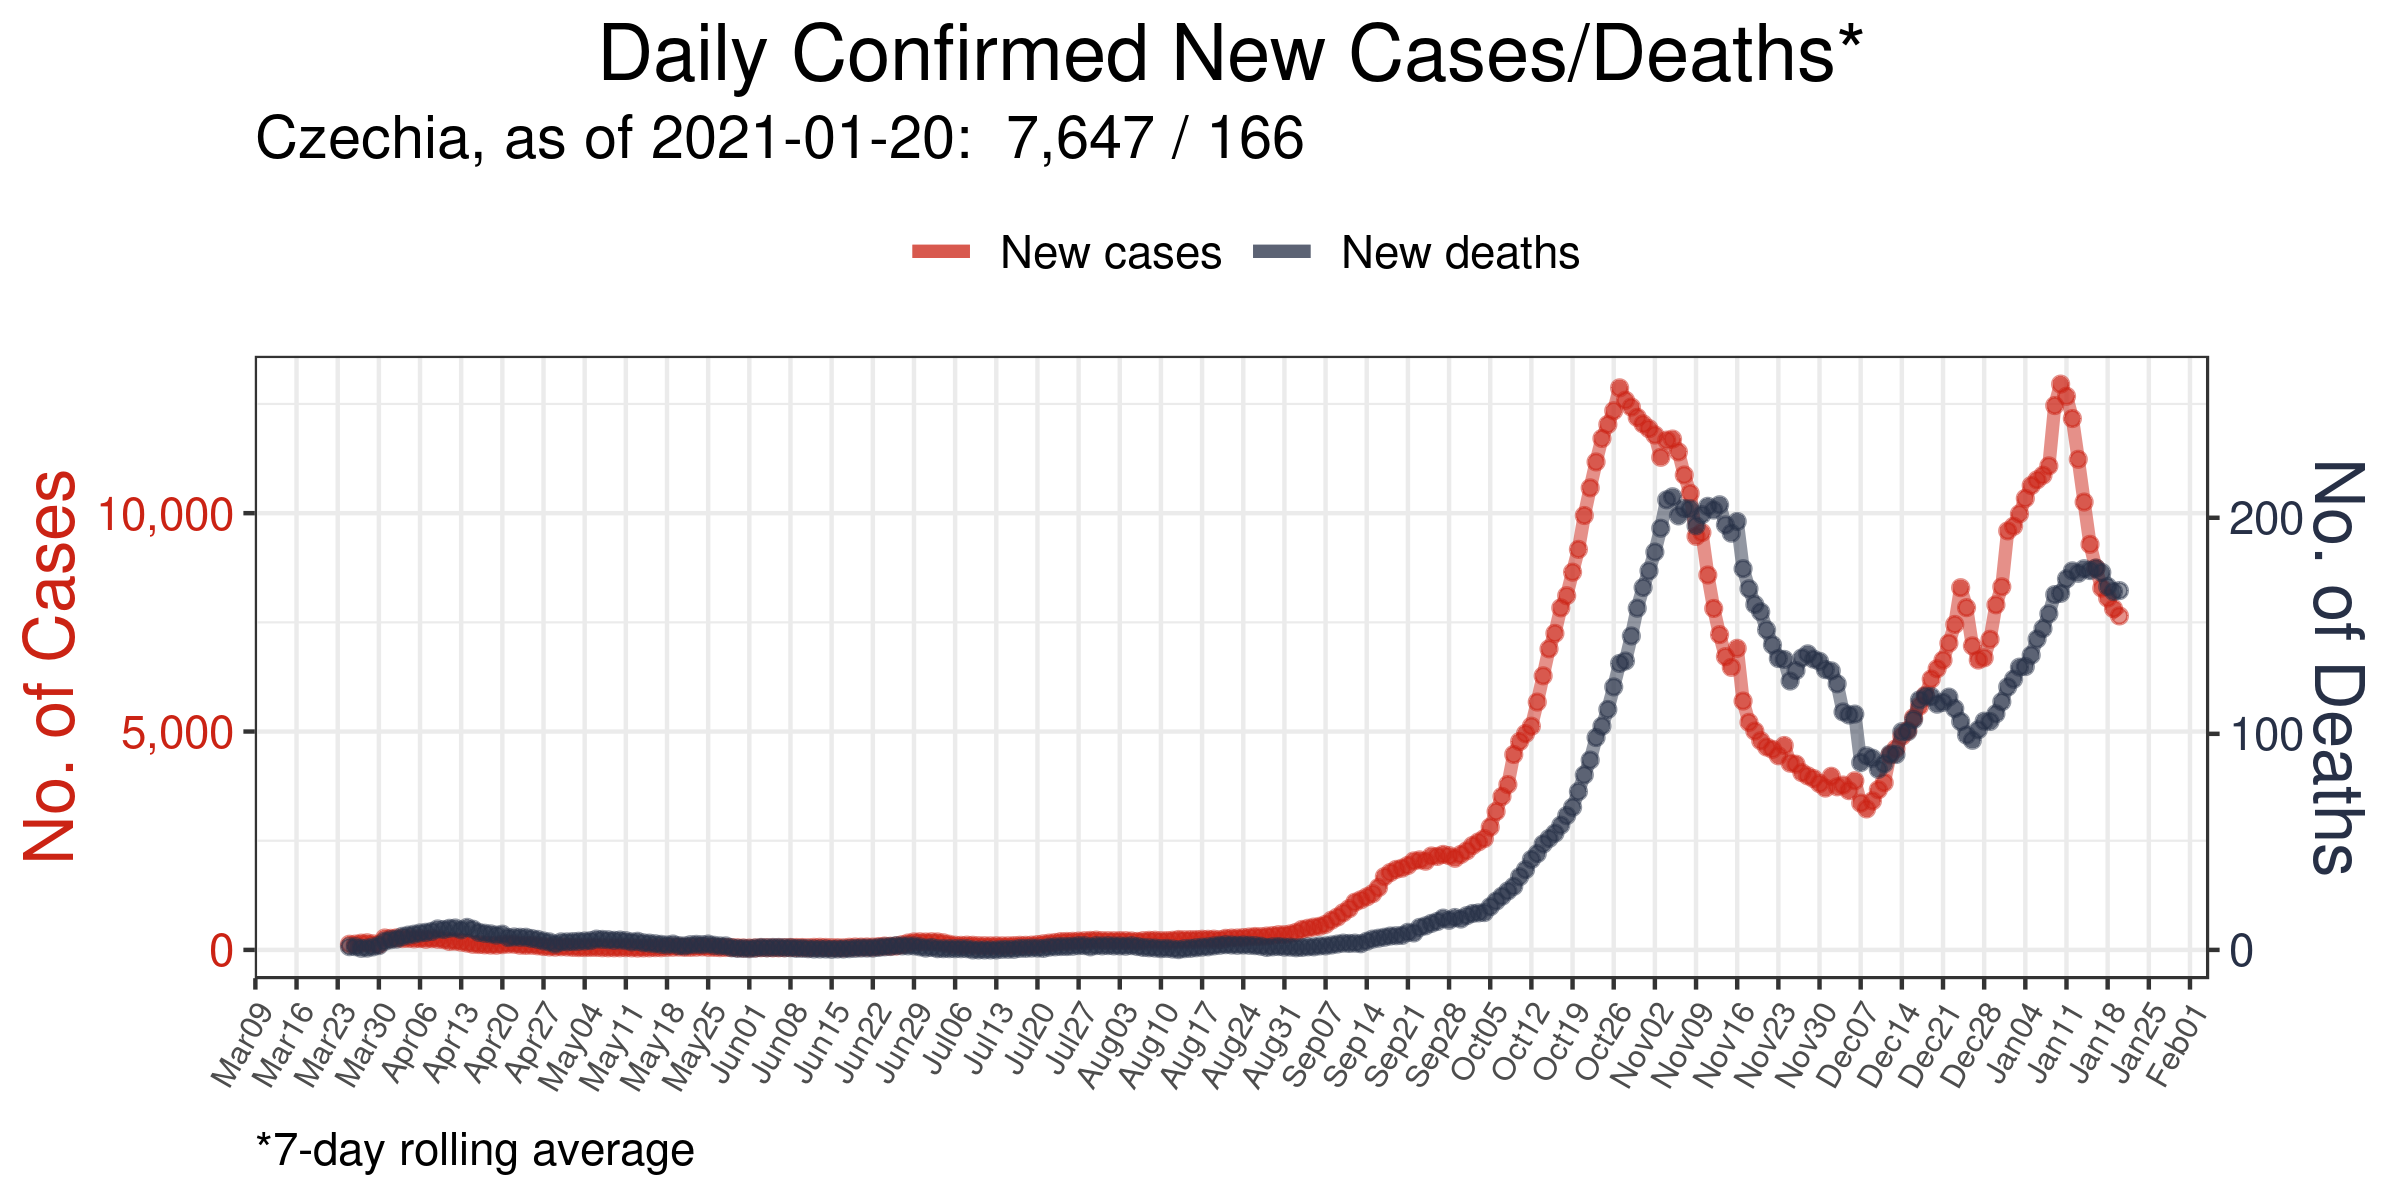 Daily Confirmed New Cases/Deaths*
Czechia, as of 2021-01-20:  7,647 / 166
New cases
New deaths
No. of Cases
10,000
5,000
0
200
100
0
No. of Deaths
Mar09
Mar16
Mar23
Mar30
Apr06
Apr13
Apr20
Apr27
May04
May11
May18
May25
Jun01
Jun08
Jun15
Jun22
Jun29
Jul06
Jul13
Jul20
Jul27
Aug03
Aug10
Aug17
Aug24
Aug31
Sep07
Sep14
Sep21
Sep28
Oct05
Oct12
Oct19
Oct26
Nov02
Nov09
Nov16
Nov23
Nov30
Dec07
Dec14
Dec21
Dec28
Jan04
Jan11
Jan18
Jan25
Feb01
*7-day rolling average